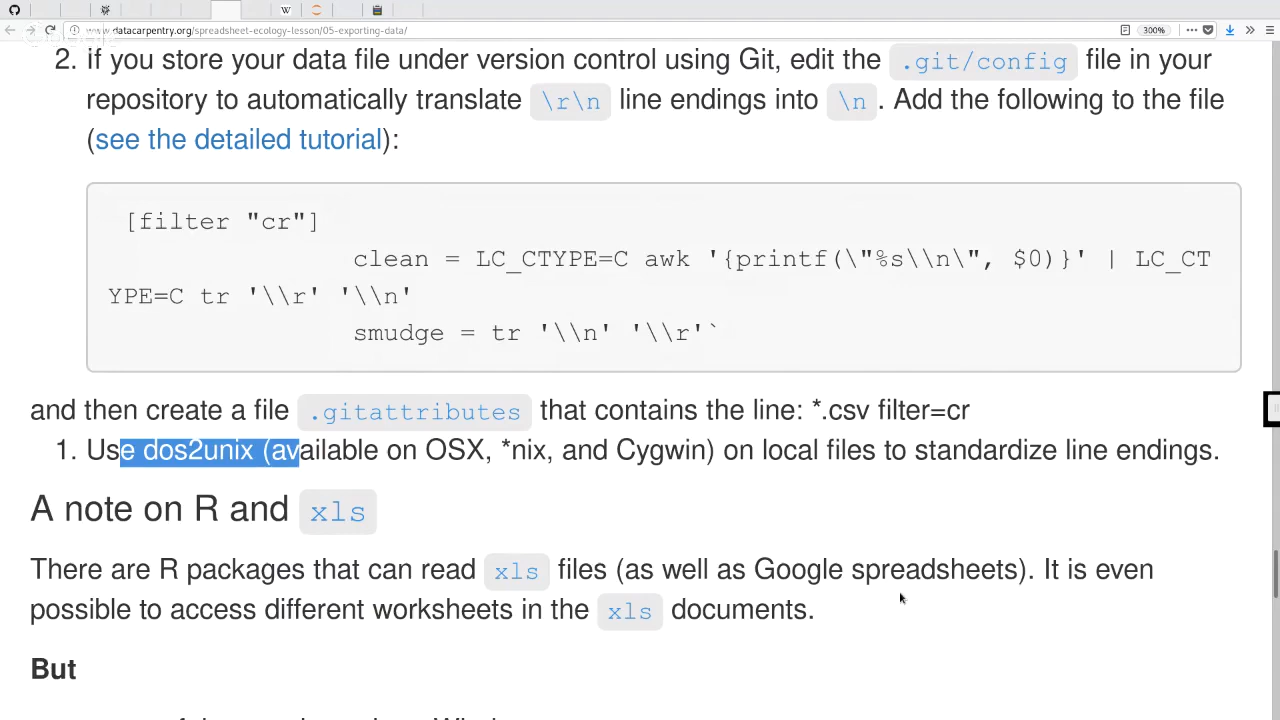 www.datacarpentry.org/spreadsheet-ecology-lesson/05-exporting-data/
300%
2. If you store your data file under version control using Git, edit the .git/config file in your
repository to automatically translate \r\n line endings into \n. Add the following to the file
(see the detailed tutorial):
[filter "cr"]
clean = LC_CTYPE=C awk '{printf(\"%s\\n\", $0)}' | LC_CT
YPE=C tr '\\r' '\\n'
smudge = tr '\\n' '\\r'`
and then create a file .gitattributes that contains the line: *.csv filter=cr
1. Use dos2unix (available on OSX, *nix, and Cygwin) on local files to standardize line endings.
A note on R and xls
There are R packages that can read xls files (as well as Google spreadsheets). It is even
possible to access different worksheets in the xls documents.
But